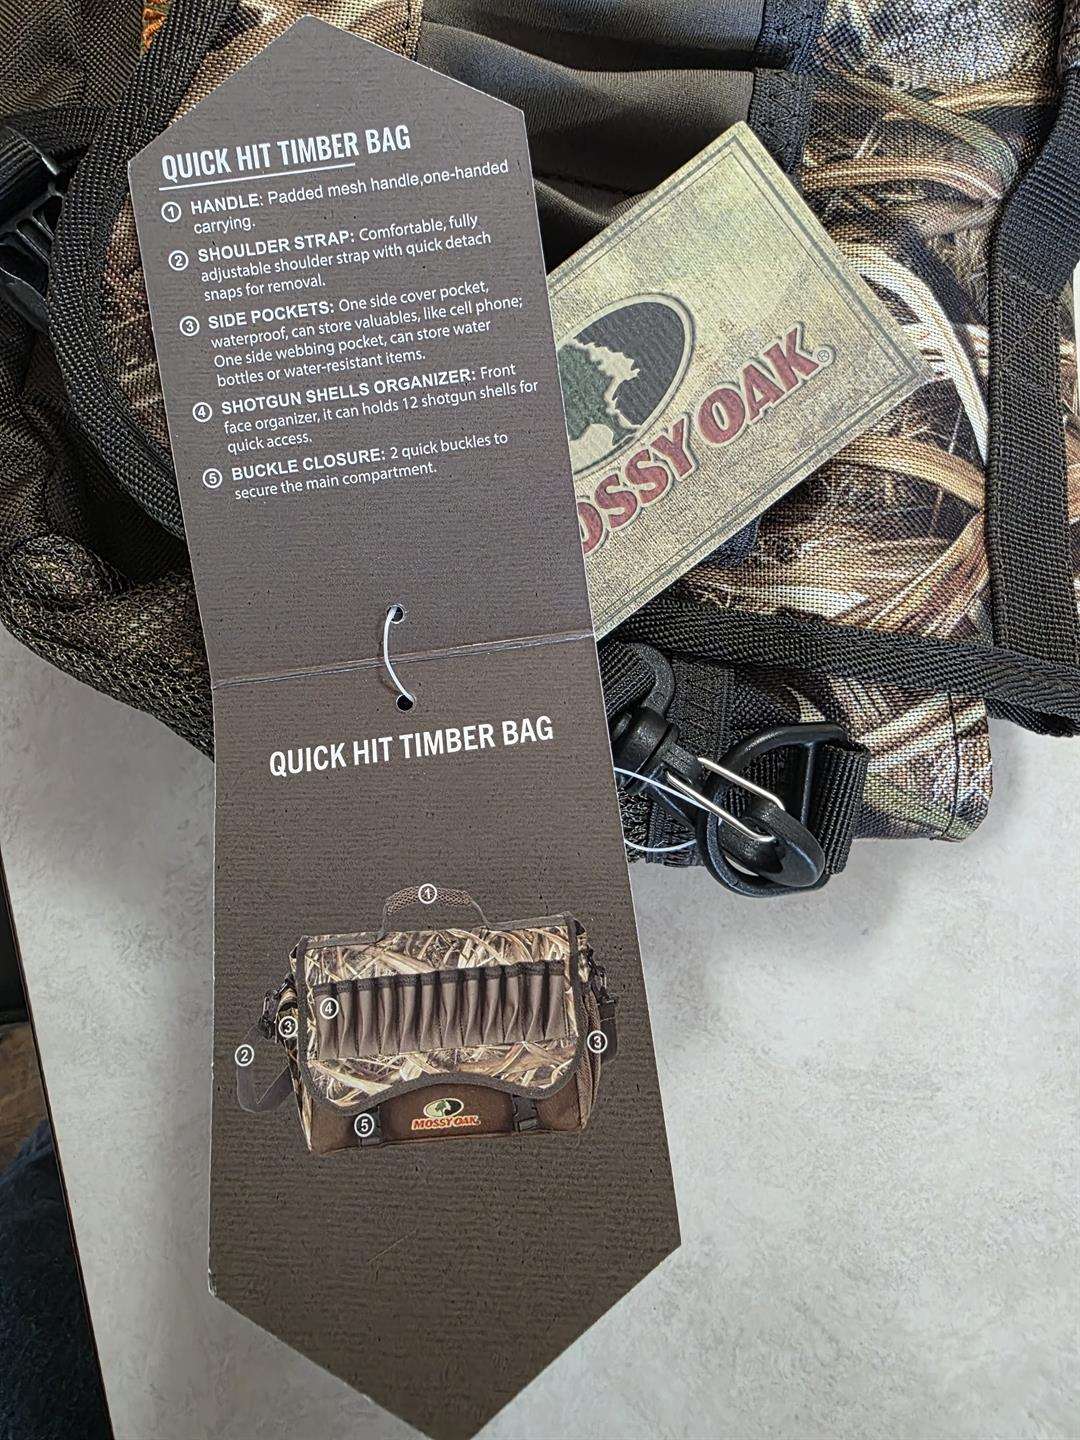 QUICK HIT TIMBER BAG
① HANDLE: Padded mesh handle,one-handed
carrying.
② SHOULDER STRAP: Comfortable, fully
adjustable shoulder strap with quick detach
snaps for removal.
③ SIDE POCKETS: One side cover pocket,
waterproof, can store valuables, like cell phone;
One side webbing pocket, can store water
bottles or water-resistant items.
④ SHOTGUN SHELLS ORGANIZER: Front
face organizer, it can holds 12 shotgun shells for
quick access.
⑤ BUCKLE CLOSURE: 2 quick buckles to
secure the main compartment.
MOSSY OAK®
QUICK HIT TIMBER BAG
①
④
③
③
②
⑤
MOSSY OAK